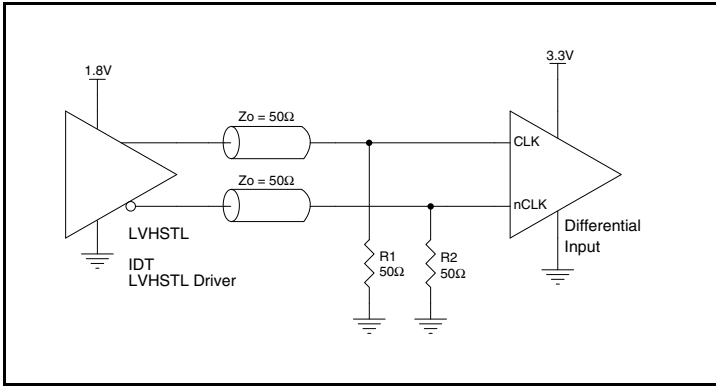 1.8V
3.3V
Zo = 50Ω
CLK
Zo = 50Ω
nCLK
LVHSTL
IDT
LVHSTL Driver
R1
50Ω
R2
50Ω
Differential
Input